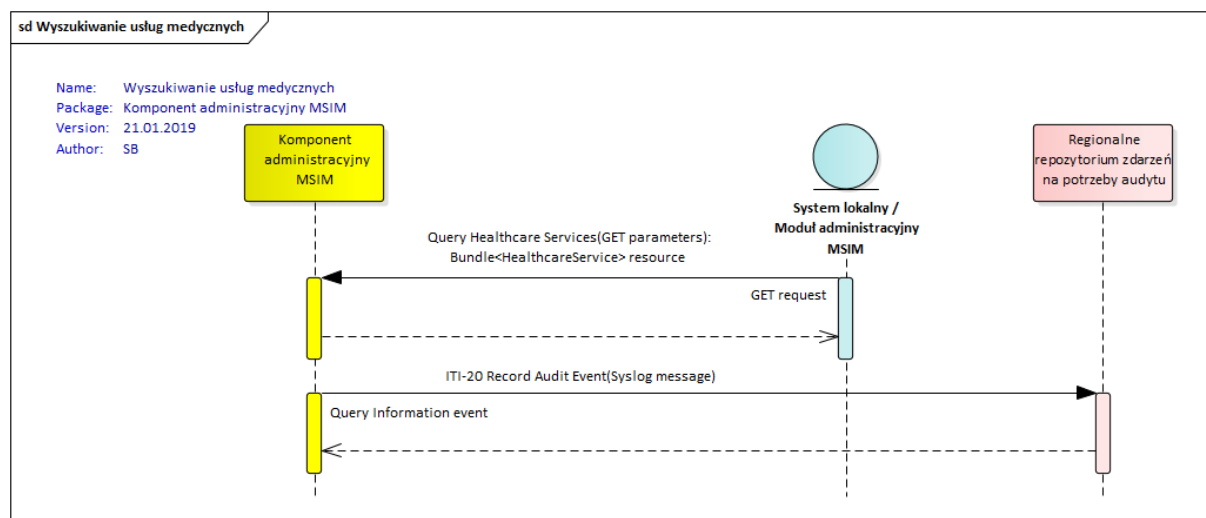 sd Wyszukiwanie usług medycznych
Name: Wyszukiwanie usług medycznych
Package: Komponent administracyjny MSIM
Version: 21.01.2019
Author: SB
Komponent
administracyjny
MSIM
System lokalny /
Moduł administracyjny
MSIM
Regionalne
repozytorium zdarzeń
na potrzeby audytu
Query Healthcare Services(GET parameters):
Bundle<HealthcareService> resource
GET request
ITI-20 Record Audit Event(Syslog message)
Query Information event